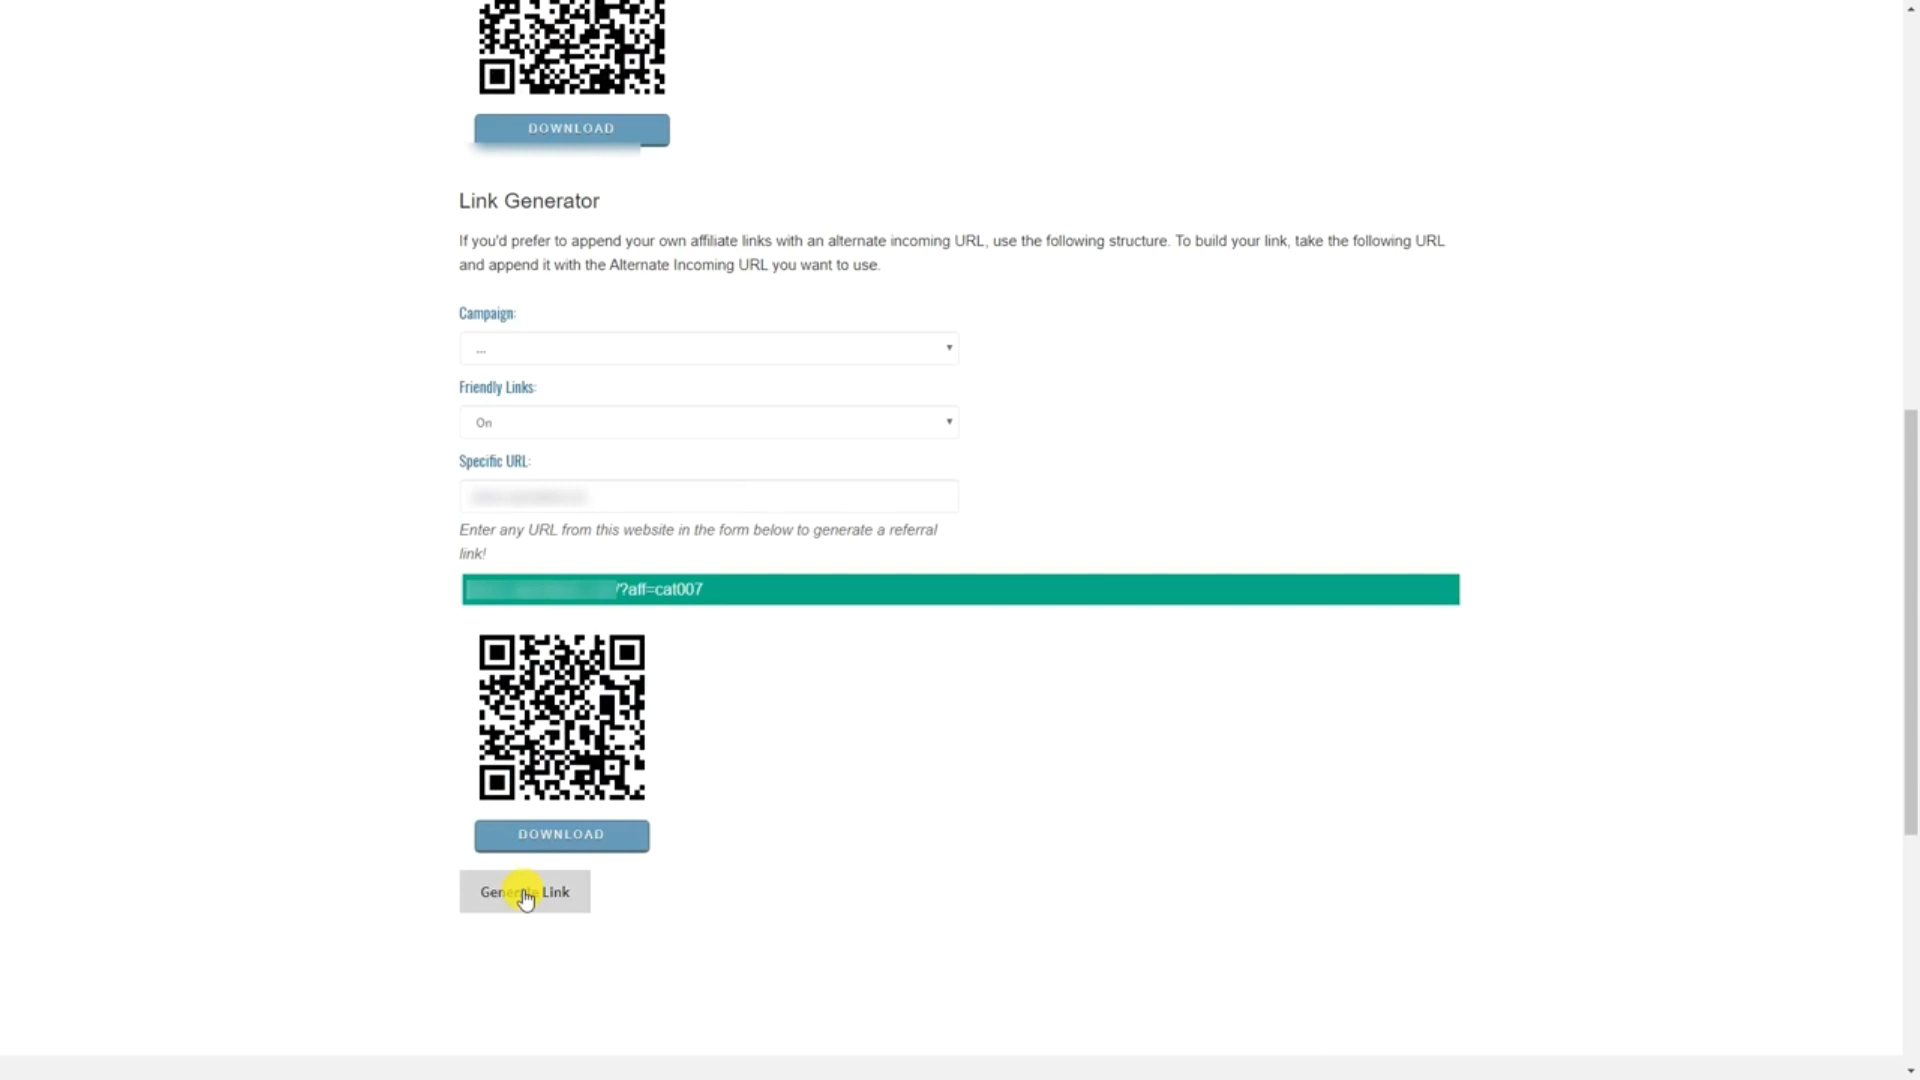 DOWNLOAD
Link Generator
If you'd prefer to append your own affiliate links with an alternate incoming URL, use the following structure. To build your link, take the following URL
and append it with the Alternate Incoming URL you want to use.
Campaign:
...
Friendly Links:
On
Specific URL:
Enter any URL from this website in the form below to generate a referral
link!
/?aff=cat007
DOWNLOAD
Generate Link